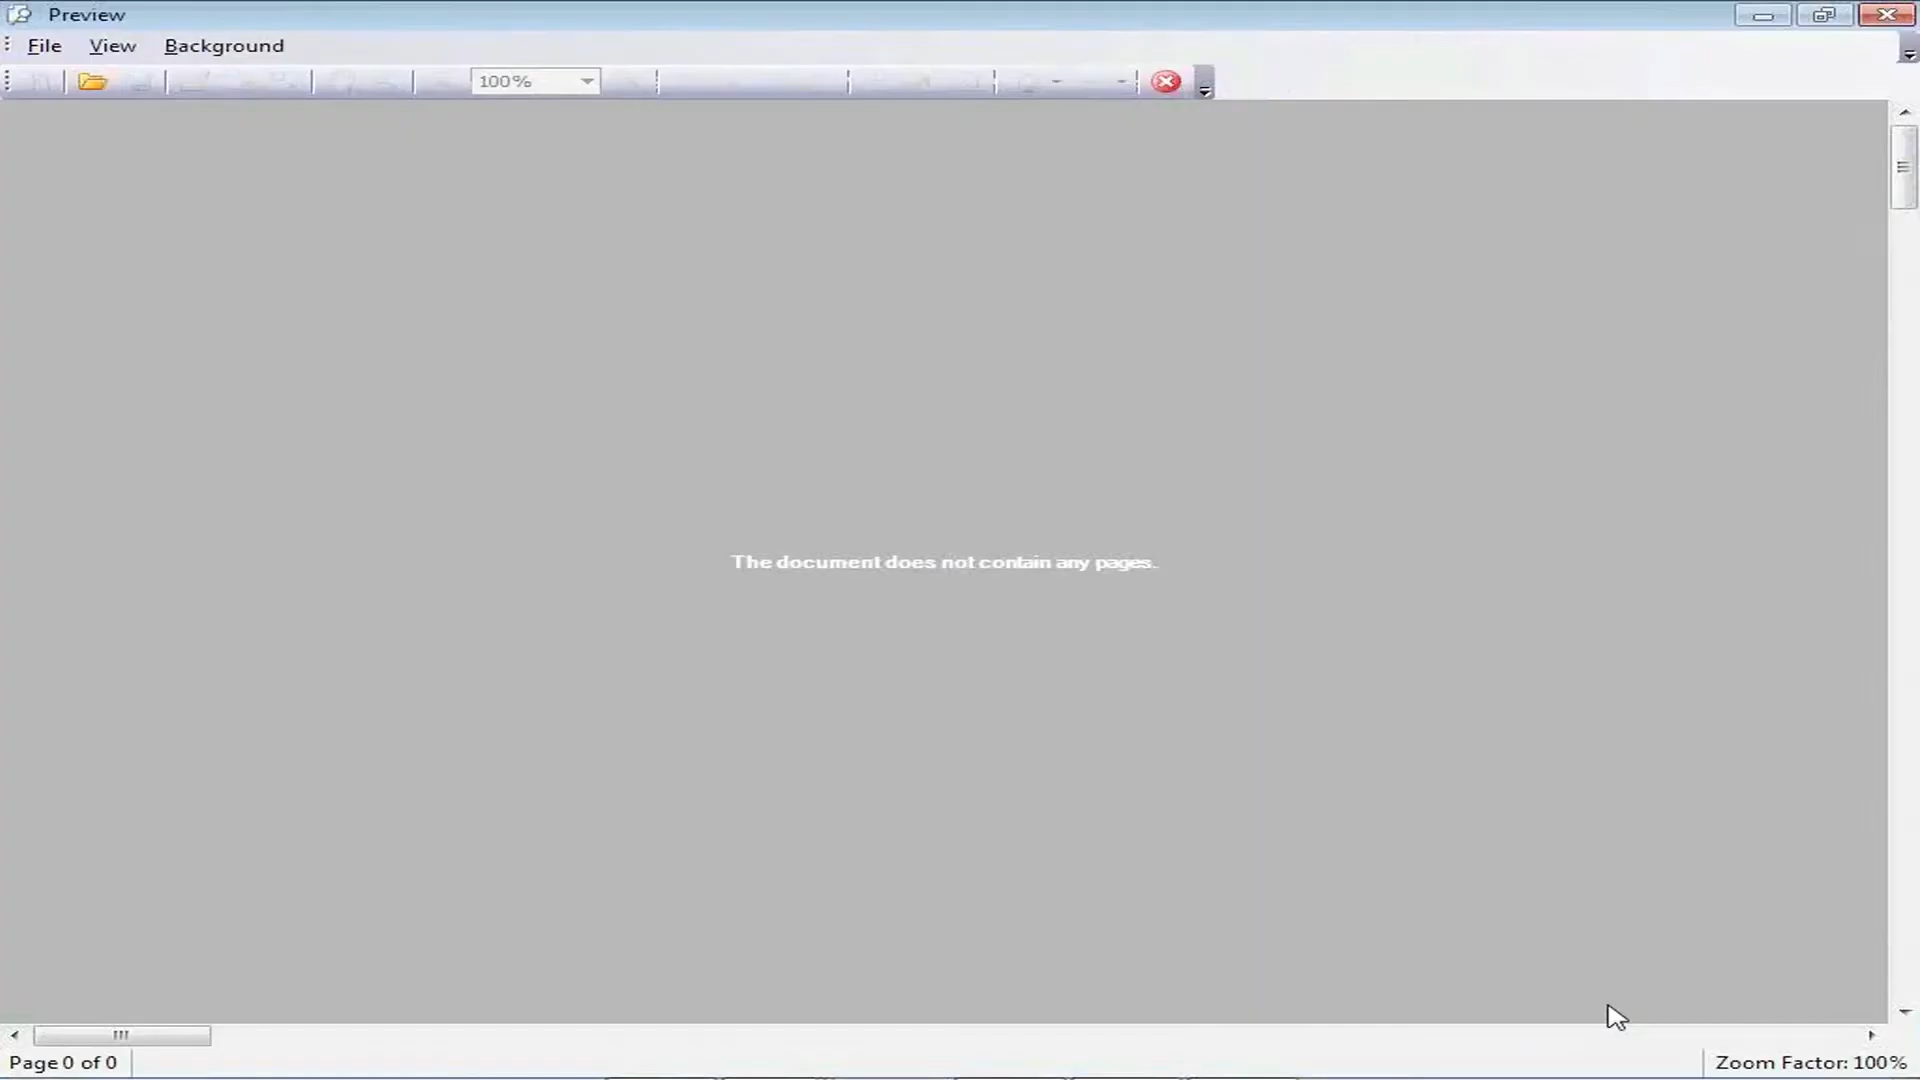 Preview
File View Background
100%
The document does not contain any pages.
Page 0 of 0
Zoom Factor: 100%